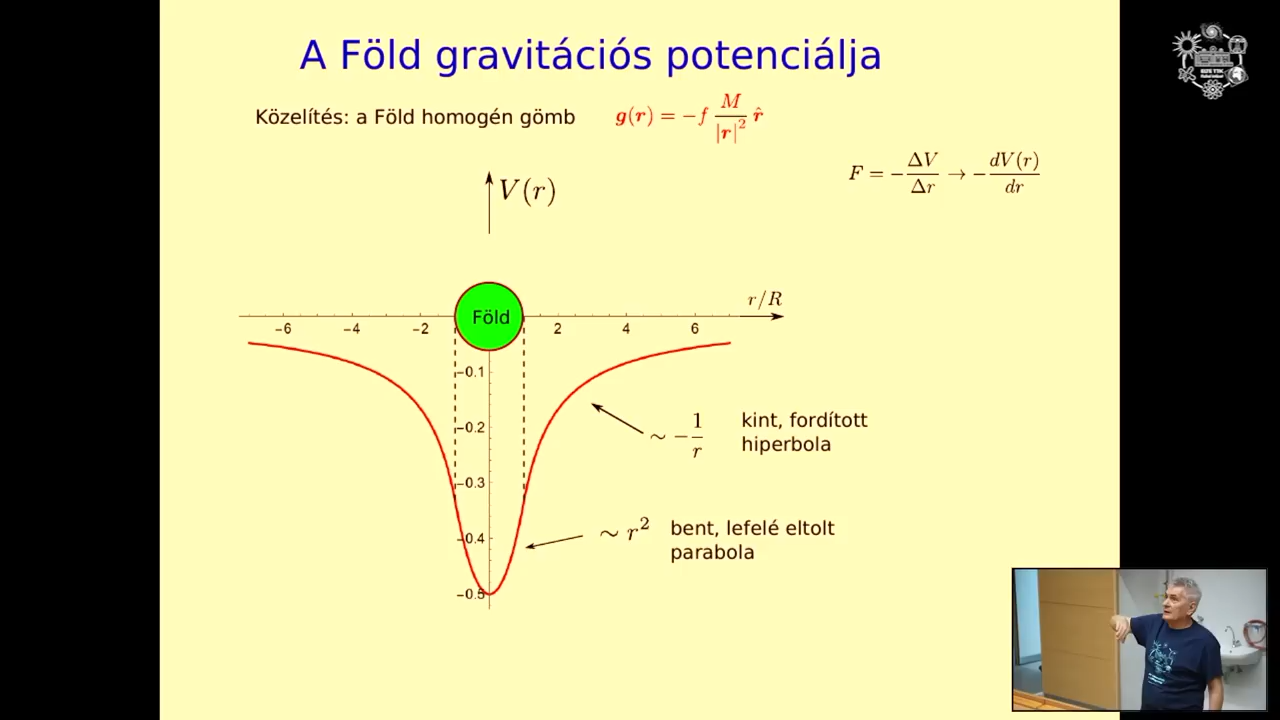 A Föld gravitációs potenciálja
Közelítés: a Föld homogén gömb
g(r) = −f M/|r|² r̂
F = −ΔV/Δr → −dV(r)/dr
V(r)
r/R
Föld
−6 −4 −2 2 4 6
−0.1
−0.2
−0.3
−0.4
−0.5
∼ −1/r
kint, fordított
hiperbola
∼ r²
bent, lefelé eltolt
parabola